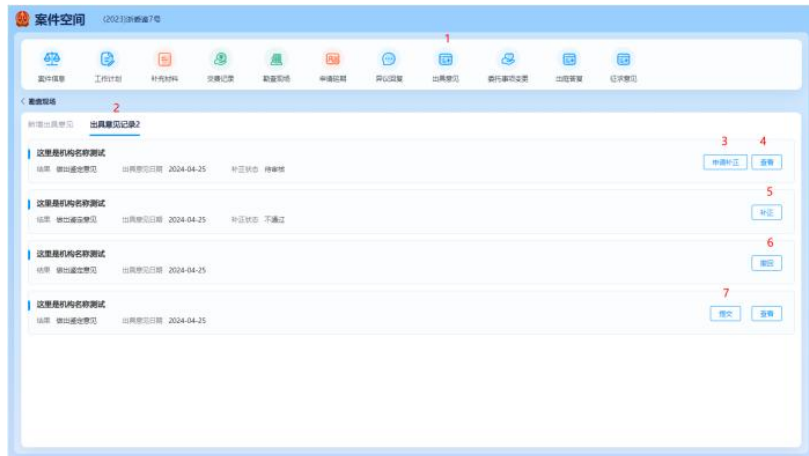 案件空间 (2023)浙委道7号
1
案件信息 工作计划 补充材料 交费记录 勘查现场 申请延期 异议回复 出具意见 委托事项变更 出庭答复 征求意见
勘查现场
2
新增出具意见 出具意见记录2
3 4
这里是机构名称测试
申请补正 查看
结果 做出鉴定意见 出具意见日期 2024-04-25 补正状态 待审核
5
这里是机构名称测试
补正
结果 做出鉴定意见 出具意见日期 2024-04-25 补正状态 不通过
6
这里是机构名称测试
撤回
结果 做出鉴定意见 出具意见日期 2024-04-25
7
这里是机构名称测试
提交 查看
结果 做出鉴定意见 出具意见日期 2024-04-25